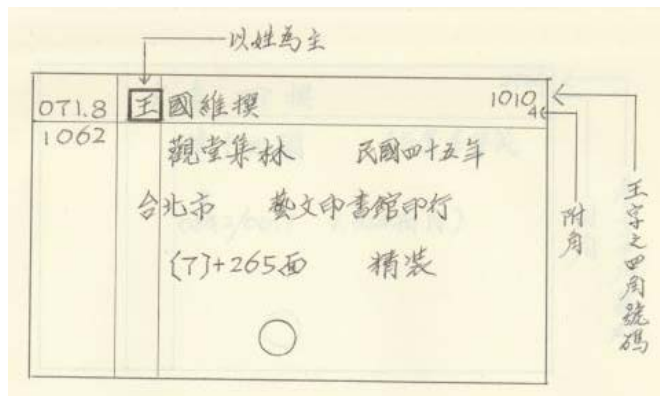 以姓為主
071.8 王國維撰 1010₄
1062
觀堂集林 民國四十五年
台北市 藝文印書館印行
{7}+265面 精裝
附角
王字之四角號碼